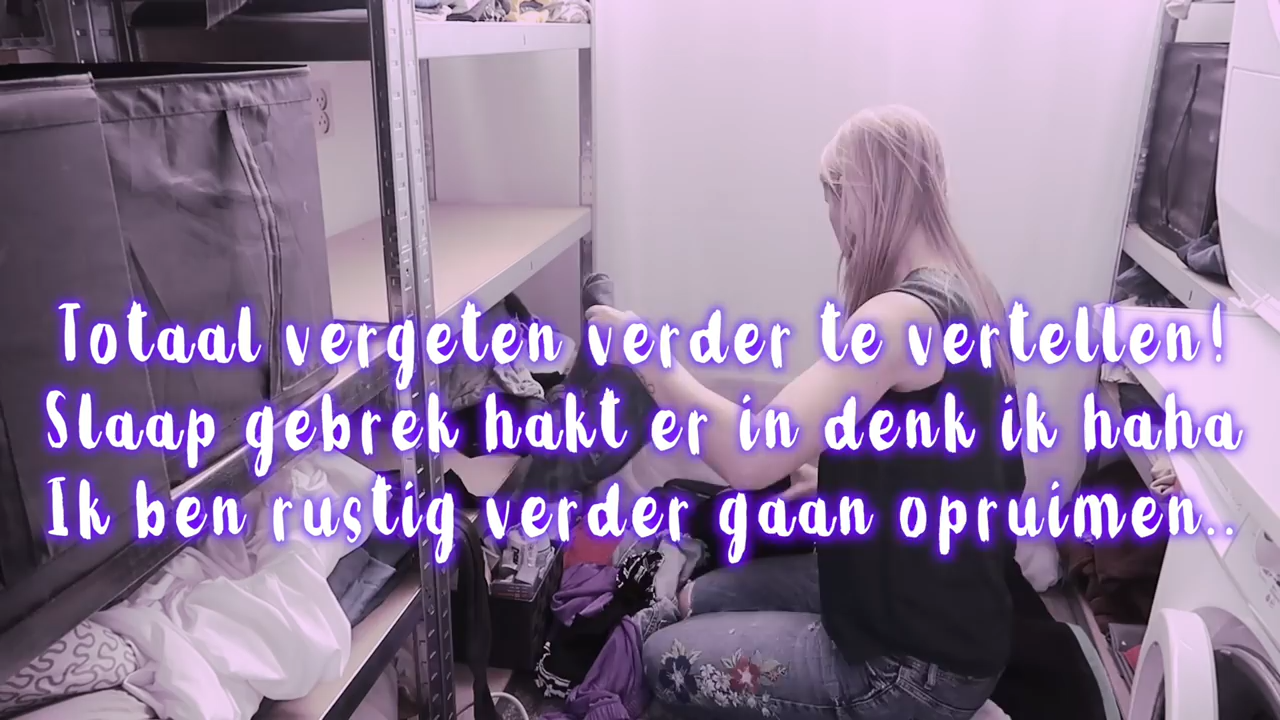 Totaal vergeten verder te vertellen!
Slaap gebrek hakt er in denk ik haha
Ik ben rustig verder gaan opruimen..